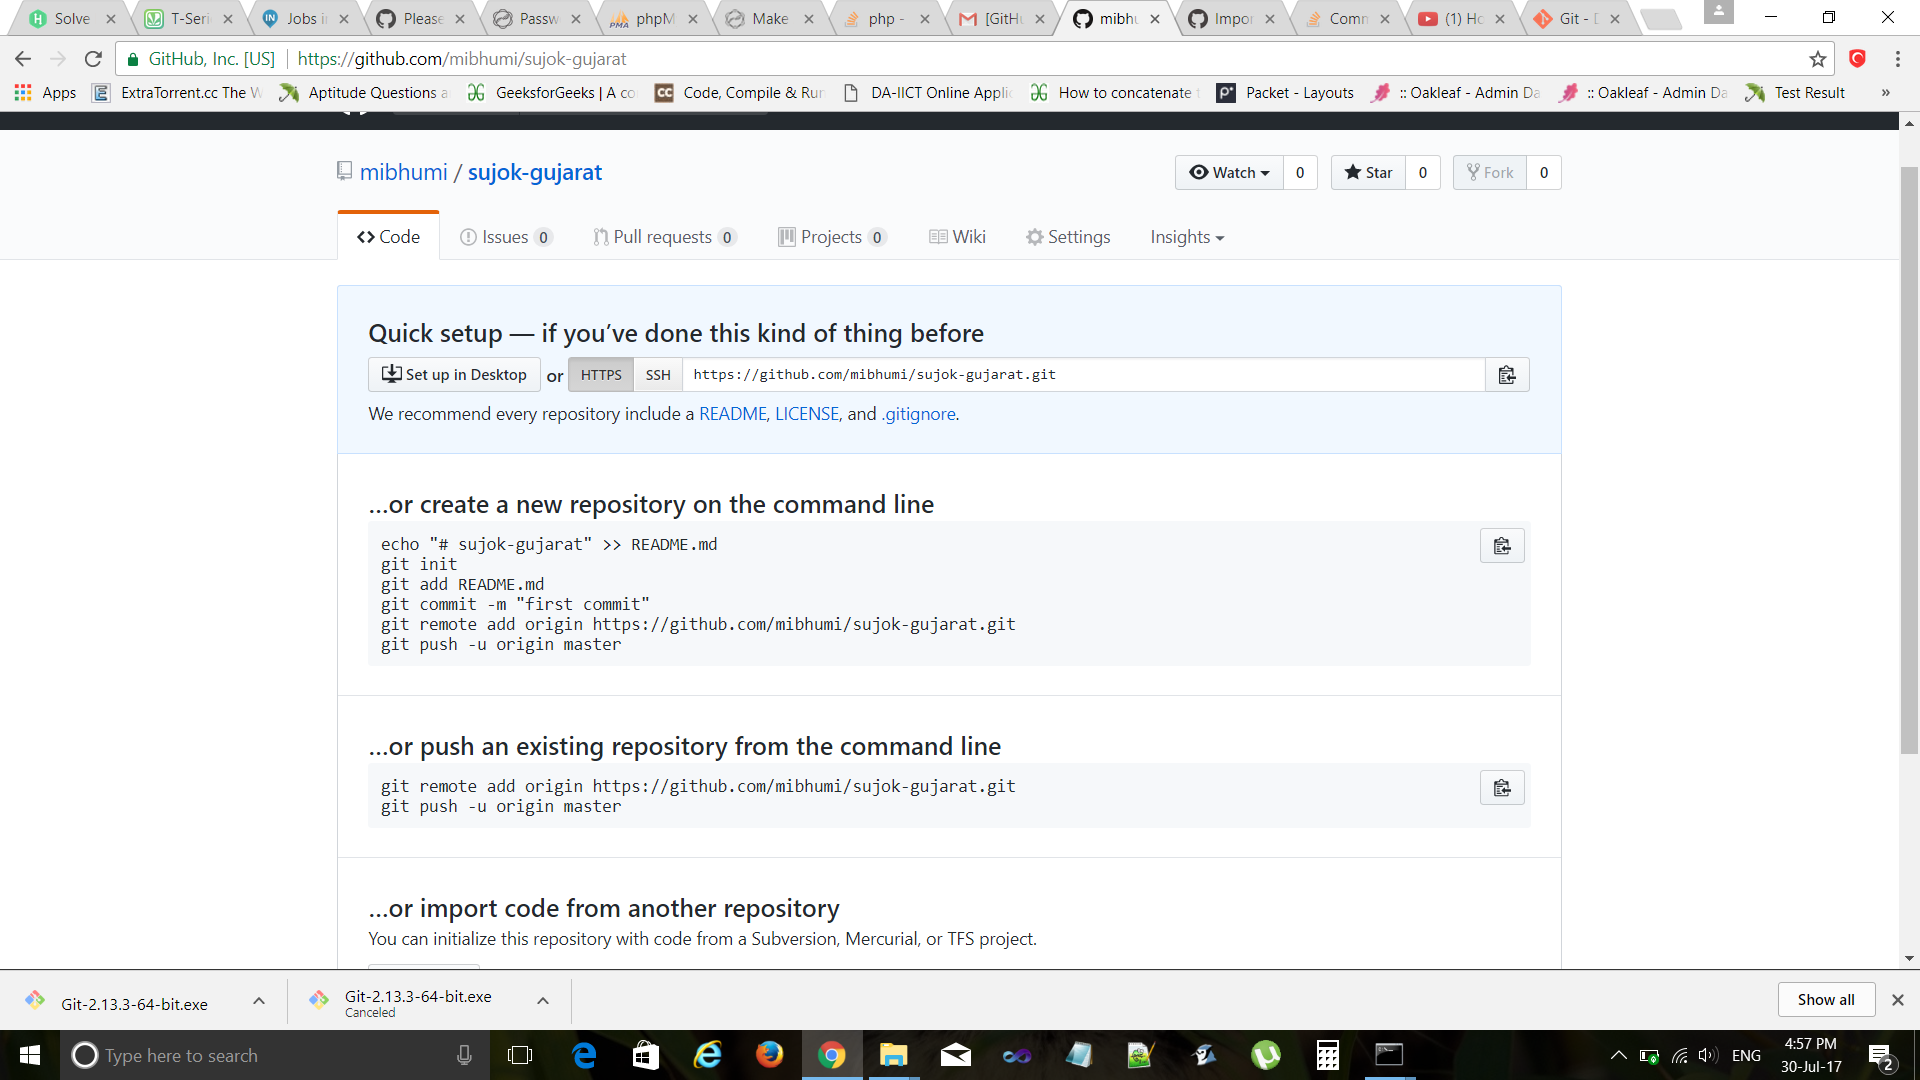 Solve
T-Seri
Jobs i
Please
Passw
phpM
Make
php -
[GitH
mibhu
Impor
Comm
(1) Ho
Git - D
GitHub, Inc. [US] https://github.com/mibhumi/sujok-gujarat
Apps ExtraTorrent.cc The W Aptitude Questions a GeeksforGeeks | A co Code, Compile & Run DA-IICT Online Applic How to concatenate Packet - Layouts :: Oakleaf - Admin Da :: Oakleaf - Admin Da Test Result »
mibhumi / sujok-gujarat
Watch 0 Star 0 Fork 0
Code Issues 0 Pull requests 0 Projects 0 Wiki Settings Insights
Quick setup — if you’ve done this kind of thing before
Set up in Desktop or HTTPS SSH https://github.com/mibhumi/sujok-gujarat.git
We recommend every repository include a README, LICENSE, and .gitignore.
…or create a new repository on the command line
echo "# sujok-gujarat" >> README.md
git init
git add README.md
git commit -m "first commit"
git remote add origin https://github.com/mibhumi/sujok-gujarat.git
git push -u origin master
…or push an existing repository from the command line
git remote add origin https://github.com/mibhumi/sujok-gujarat.git
git push -u origin master
…or import code from another repository
You can initialize this repository with code from a Subversion, Mercurial, or TFS project.
Git-2.13.3-64-bit.exe
Git-2.13.3-64-bit.exe
Canceled
Show all
Type here to search
ENG
4:57 PM
30-Jul-17
2